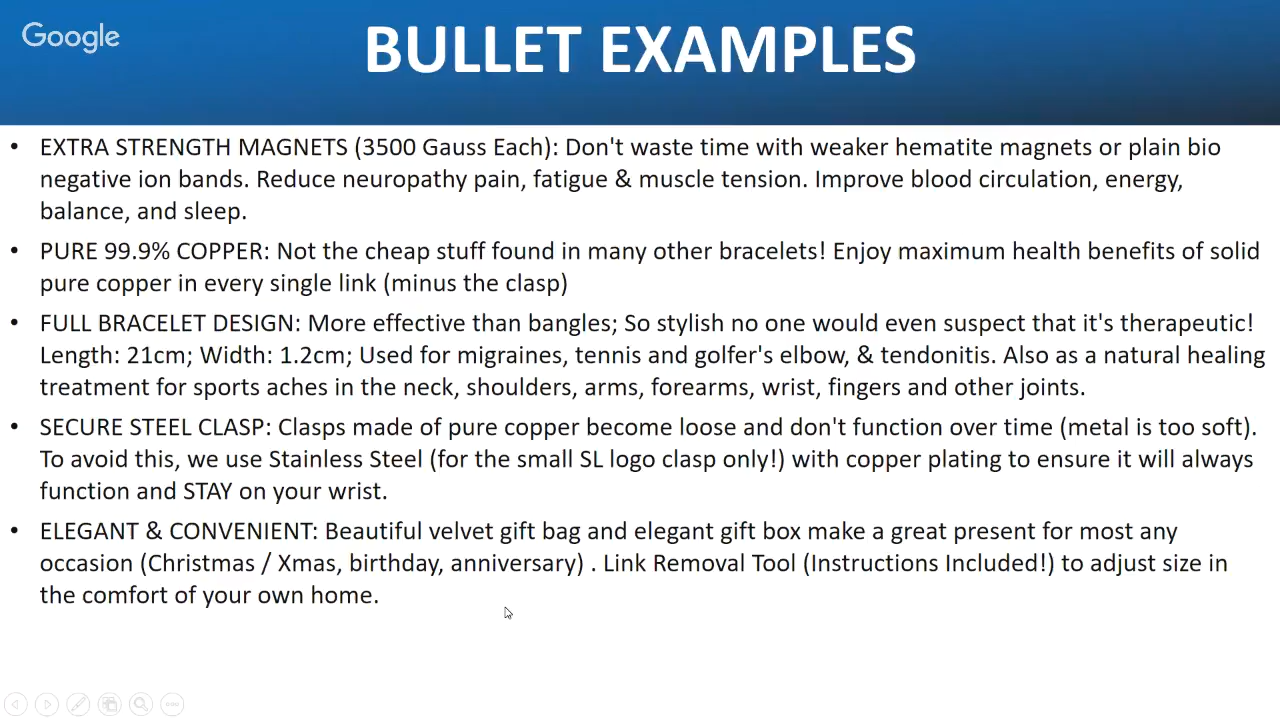 Google
BULLET EXAMPLES
• EXTRA STRENGTH MAGNETS (3500 Gauss Each): Don't waste time with weaker hematite magnets or plain bio
negative ion bands. Reduce neuropathy pain, fatigue & muscle tension. Improve blood circulation, energy,
balance, and sleep.
• PURE 99.9% COPPER: Not the cheap stuff found in many other bracelets! Enjoy maximum health benefits of solid
pure copper in every single link (minus the clasp)
• FULL BRACELET DESIGN: More effective than bangles; So stylish no one would even suspect that it's therapeutic!
Length: 21cm; Width: 1.2cm; Used for migraines, tennis and golfer's elbow, & tendonitis. Also as a natural healing
treatment for sports aches in the neck, shoulders, arms, forearms, wrist, fingers and other joints.
• SECURE STEEL CLASP: Clasps made of pure copper become loose and don't function over time (metal is too soft).
To avoid this, we use Stainless Steel (for the small SL logo clasp only!) with copper plating to ensure it will always
function and STAY on your wrist.
• ELEGANT & CONVENIENT: Beautiful velvet gift bag and elegant gift box make a great present for most any
occasion (Christmas / Xmas, birthday, anniversary) . Link Removal Tool (Instructions Included!) to adjust size in
the comfort of your own home.